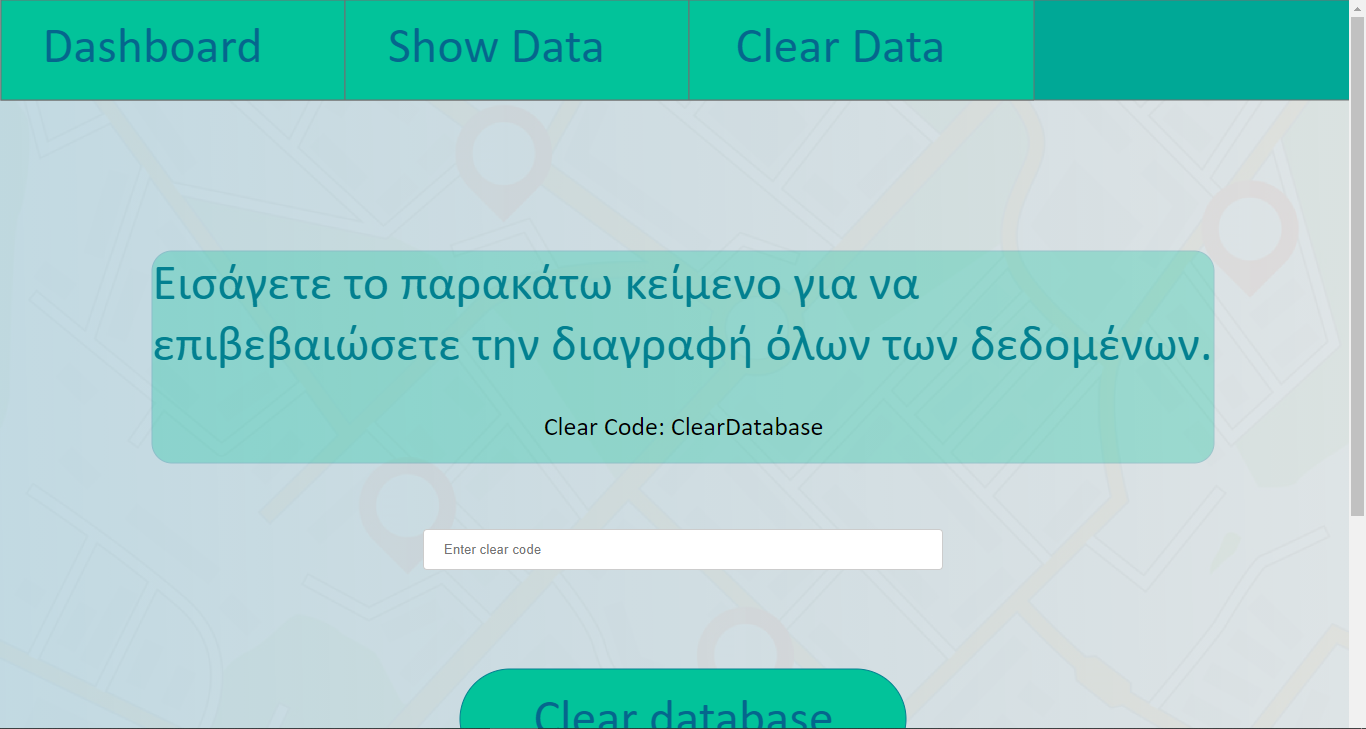 Dashboard
Show Data
Clear Data
Εισάγετε το παρακάτω κείμενο για να
επιβεβαιώσετε την διαγραφή όλων των δεδομένων.
Clear Code: ClearDatabase
Enter clear code
Clear database